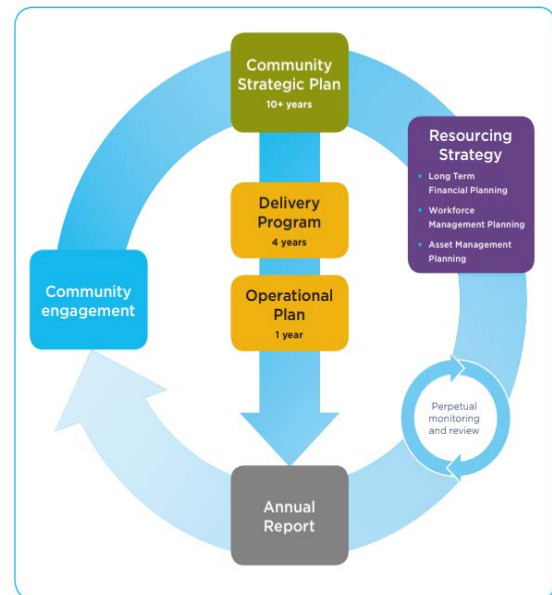 Community
Strategic Plan
10+ years
Resourcing
Strategy
• Long Term
Financial Planning
• Workforce
Management Planning
• Asset Management
Planning
Delivery
Program
4 years
Community
engagement
Operational
Plan
1 year
Perpetual
monitoring
and review
Annual
Report